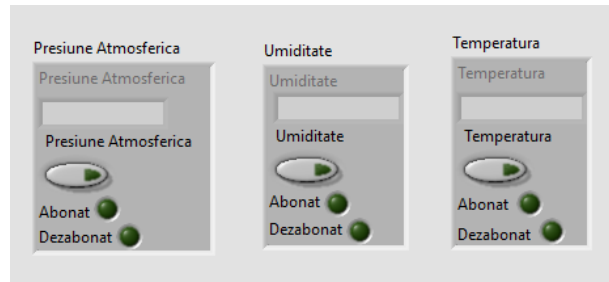 Presiune Atmosferica
Presiune Atmosferica
Presiune Atmosferica
Abonat
Dezabonat
Umiditate
Umiditate
Umiditate
Abonat
Dezabonat
Temperatura
Temperatura
Temperatura
Abonat
Dezabonat